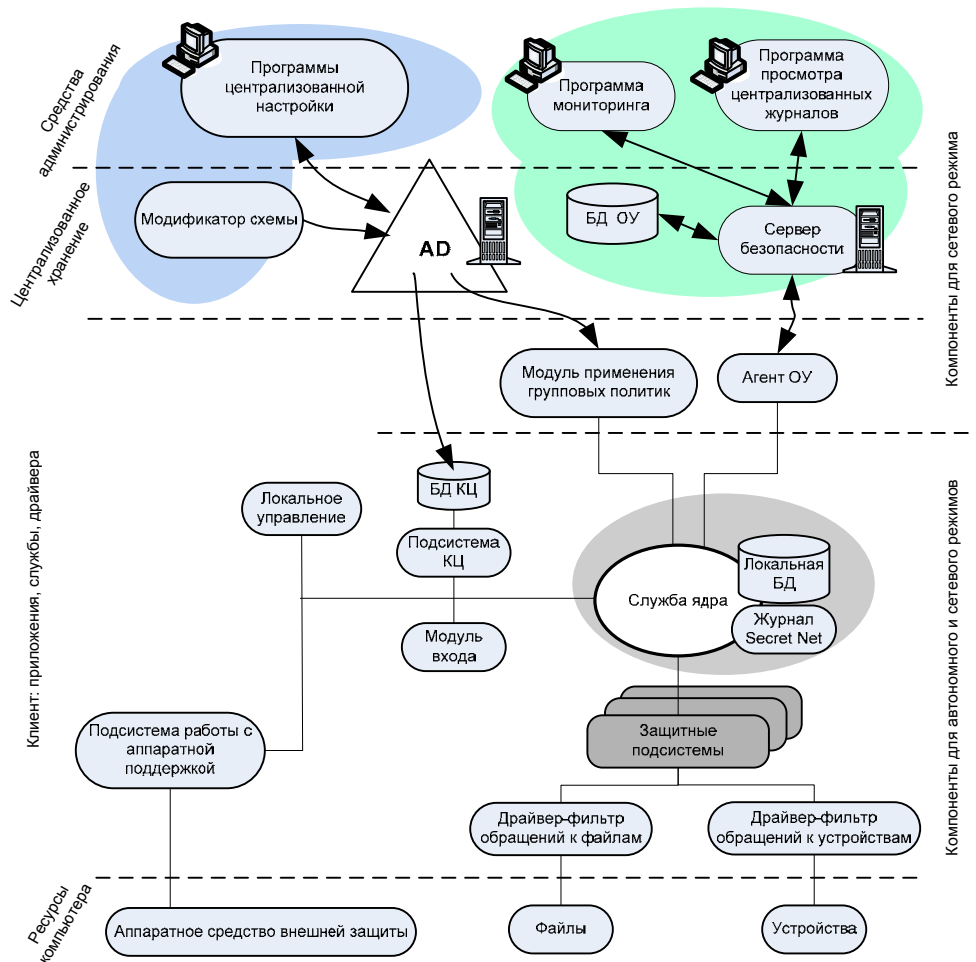 Средства
администрирования
Программы
централизованной
настройки
Программа
мониторинга
Программа
просмотра
централизованных
журналов
Централизованное
хранение
Модификатор схемы
AD
БД ОУ
Сервер
безопасности
Компоненты для сетевого режима
Модуль применения
групповых политик
Агент ОУ
Клиент: приложения, службы, драйвера
Локальное
управление
БД КЦ
Подсистема
КЦ
Модуль
входа
Служба ядра
Локальная
БД
Журнал
Secret Net
Компоненты для автономного и сетевого режимов
Подсистема работы с
аппаратной
поддержкой
Защитные
подсистемы
Драйвер-фильтр
обращений к файлам
Драйвер-фильтр
обращений к устройствам
Ресурсы
компьютера
Аппаратное средство внешней защиты
Файлы
Устройства